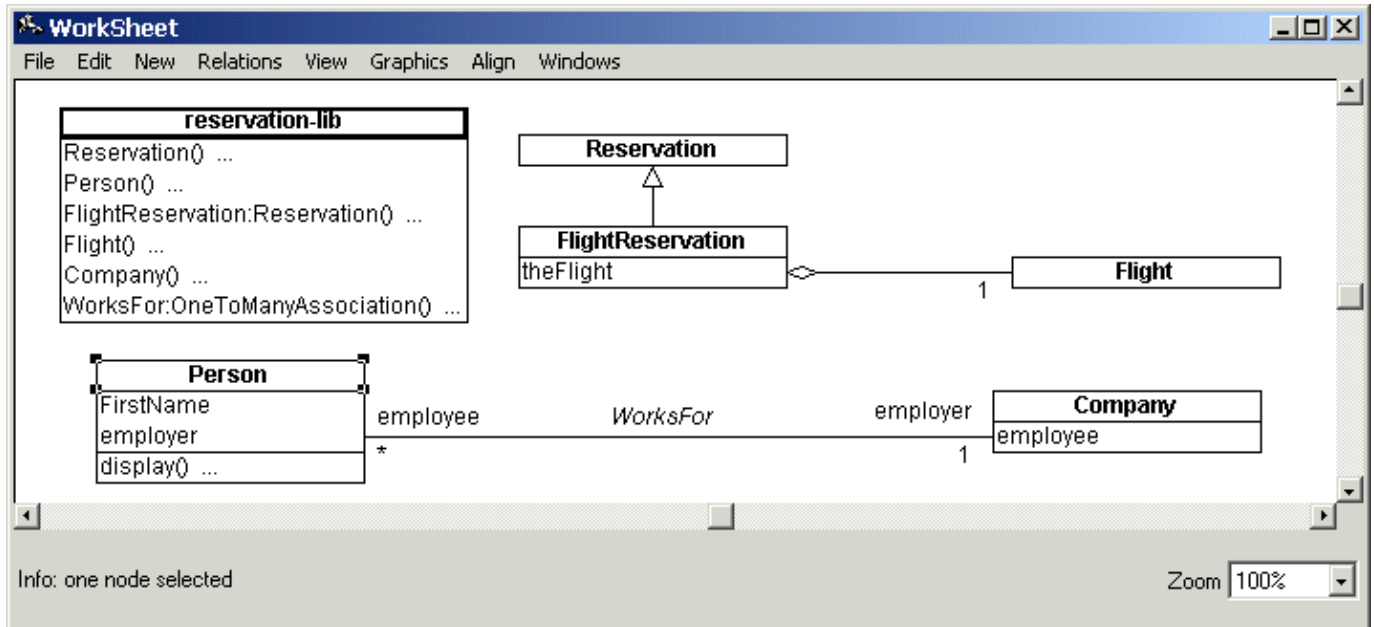 WorkSheet
File Edit New Relations View Graphics Align Windows
reservation-lib
Reservation() ...
Person() ...
FlightReservation:Reservation() ...
Flight() ...
Company() ...
WorksFor:OneToManyAssociation() ...
Reservation
FlightReservation
theFlight
1
Flight
Person
FirstName
employer
display() ...
employee
*
WorksFor
employer
1
Company
employee
Info: one node selected
Zoom 100%